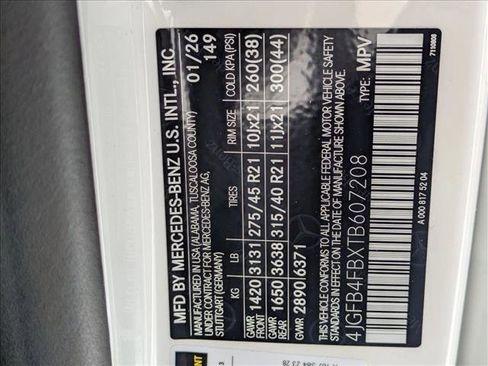 MFD BY MERCEDES-BENZ U.S. INTL., INC.
MANUFACTURED IN USA (ALABAMA, TUSCALOOSA COUNTY)
UNDER CONTRACT FOR MERCEDES-BENZ AG,
STUTTGART GERMANY
01/26
149
KG LB TIRES RIM SIZE COLD KPA (PSI)
GAWR FRONT 1420 3131 275/45 R21 10Jx21 260(38)
GAWR REAR 1650 3638 315/40 R21 11Jx21 300(44)
GVWR 2890 6371
THIS VEHICLE CONFORMS TO ALL APPLICABLE FEDERAL MOTOR VEHICLE SAFETY
STANDARDS IN EFFECT ON THE DATE OF MANUFACTURE SHOWN ABOVE.
4JGFB4FBXTB607208 TYPE: MPV
A 000 817 52 04